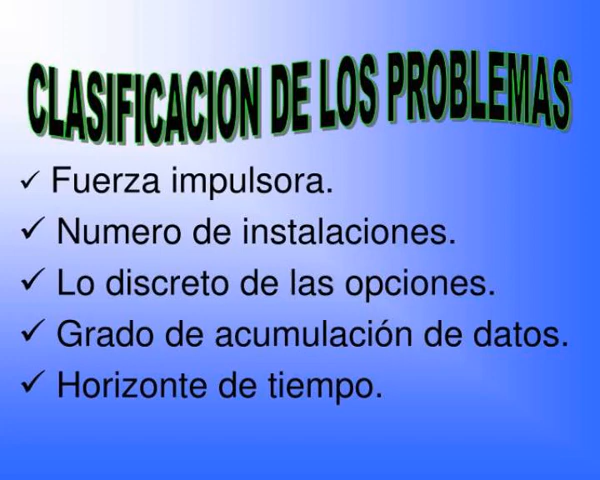 CLASIFICACION DE LOS PROBLEMAS
✓ Fuerza impulsora.
✓ Numero de instalaciones.
✓ Lo discreto de las opciones.
✓ Grado de acumulación de datos.
✓ Horizonte de tiempo.